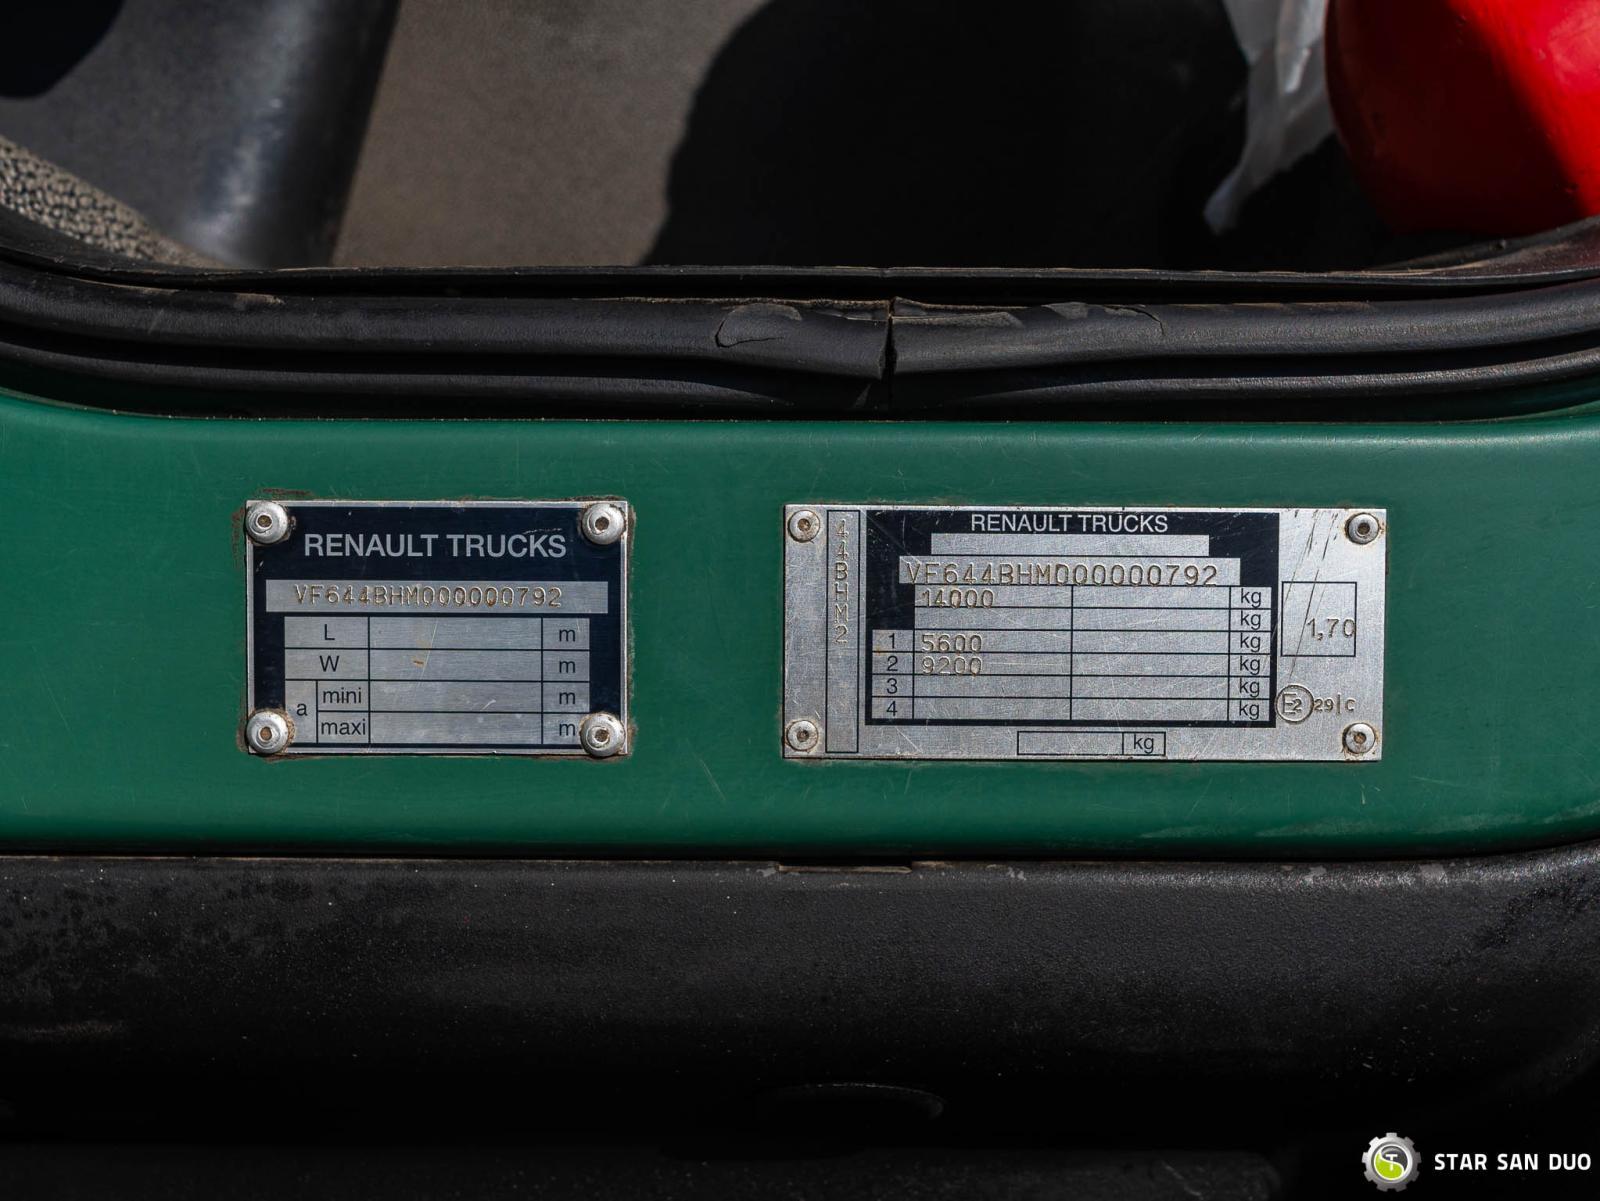 RENAULT TRUCKS
VF644BHM000000792
L m
W m
a mini m
maxi m
44BHM2
RENAULT TRUCKS
VF644BHM000000792
14000 kg
kg
1 5600 kg
2 9200 kg
3 kg
4 kg
kg
1,70
E2 29|C
STAR SAN DUO